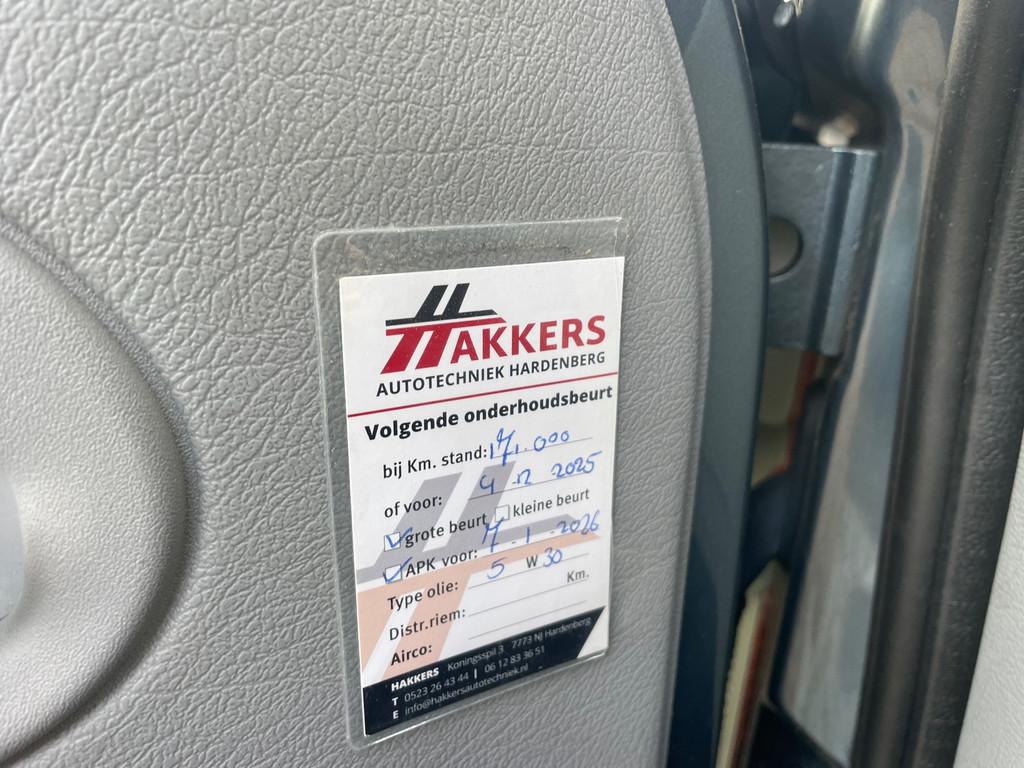 HAKKERS
AUTOTECHNIEK HARDENBERG
Volgende onderhoudsbeurt
bij Km. stand: 171.000
of voor: 4 - 12 2025
grote beurt kleine beurt
APK voor: 17 - 1 - 2026
Type olie: 5 W 30
Distr.riem: Km.
Airco:
HAKKERS Koningsspil 3 7773 NJ Hardenberg
T 0523 26 43 44 | 06 12 83 36 51
E info@hakkersautotechniek.nl